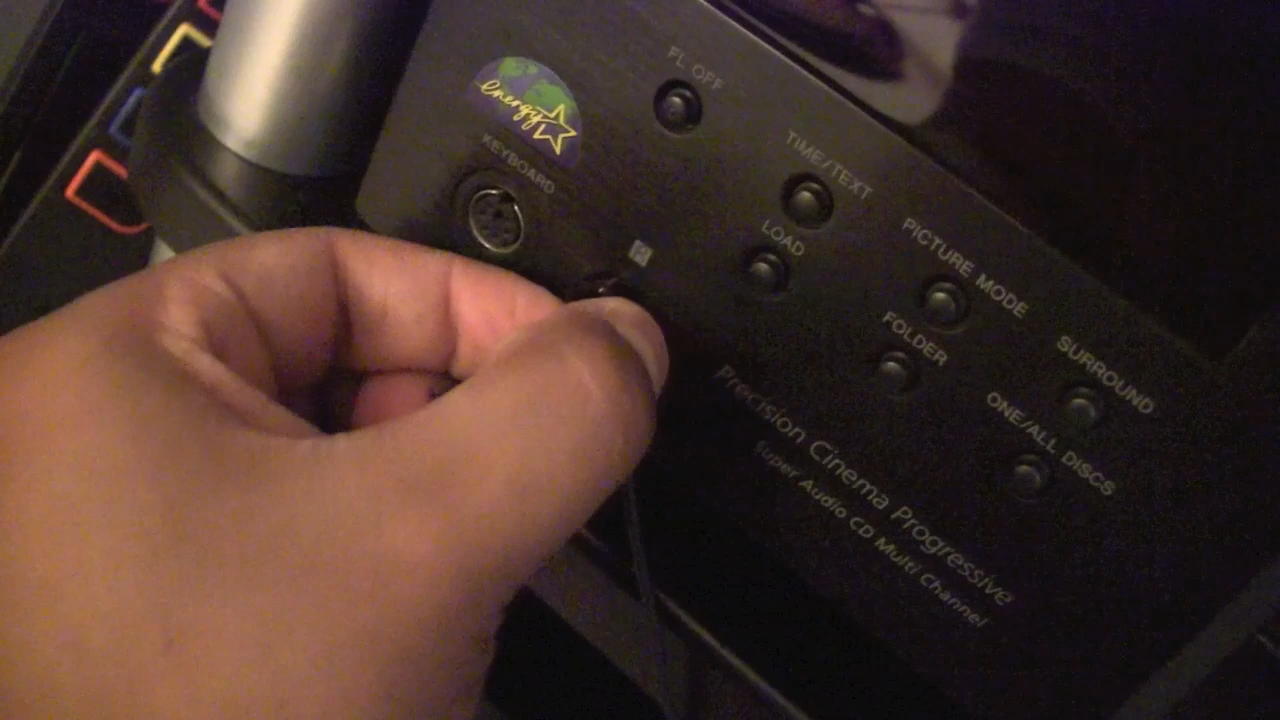 FL OFF
energy
KEYBOARD
TIME/TEXT
LOAD
PICTURE MODE
FOLDER
SURROUND
ONE/ALL DISCS
Precision Cinema Progressive
Super Audio CD Multi Channel